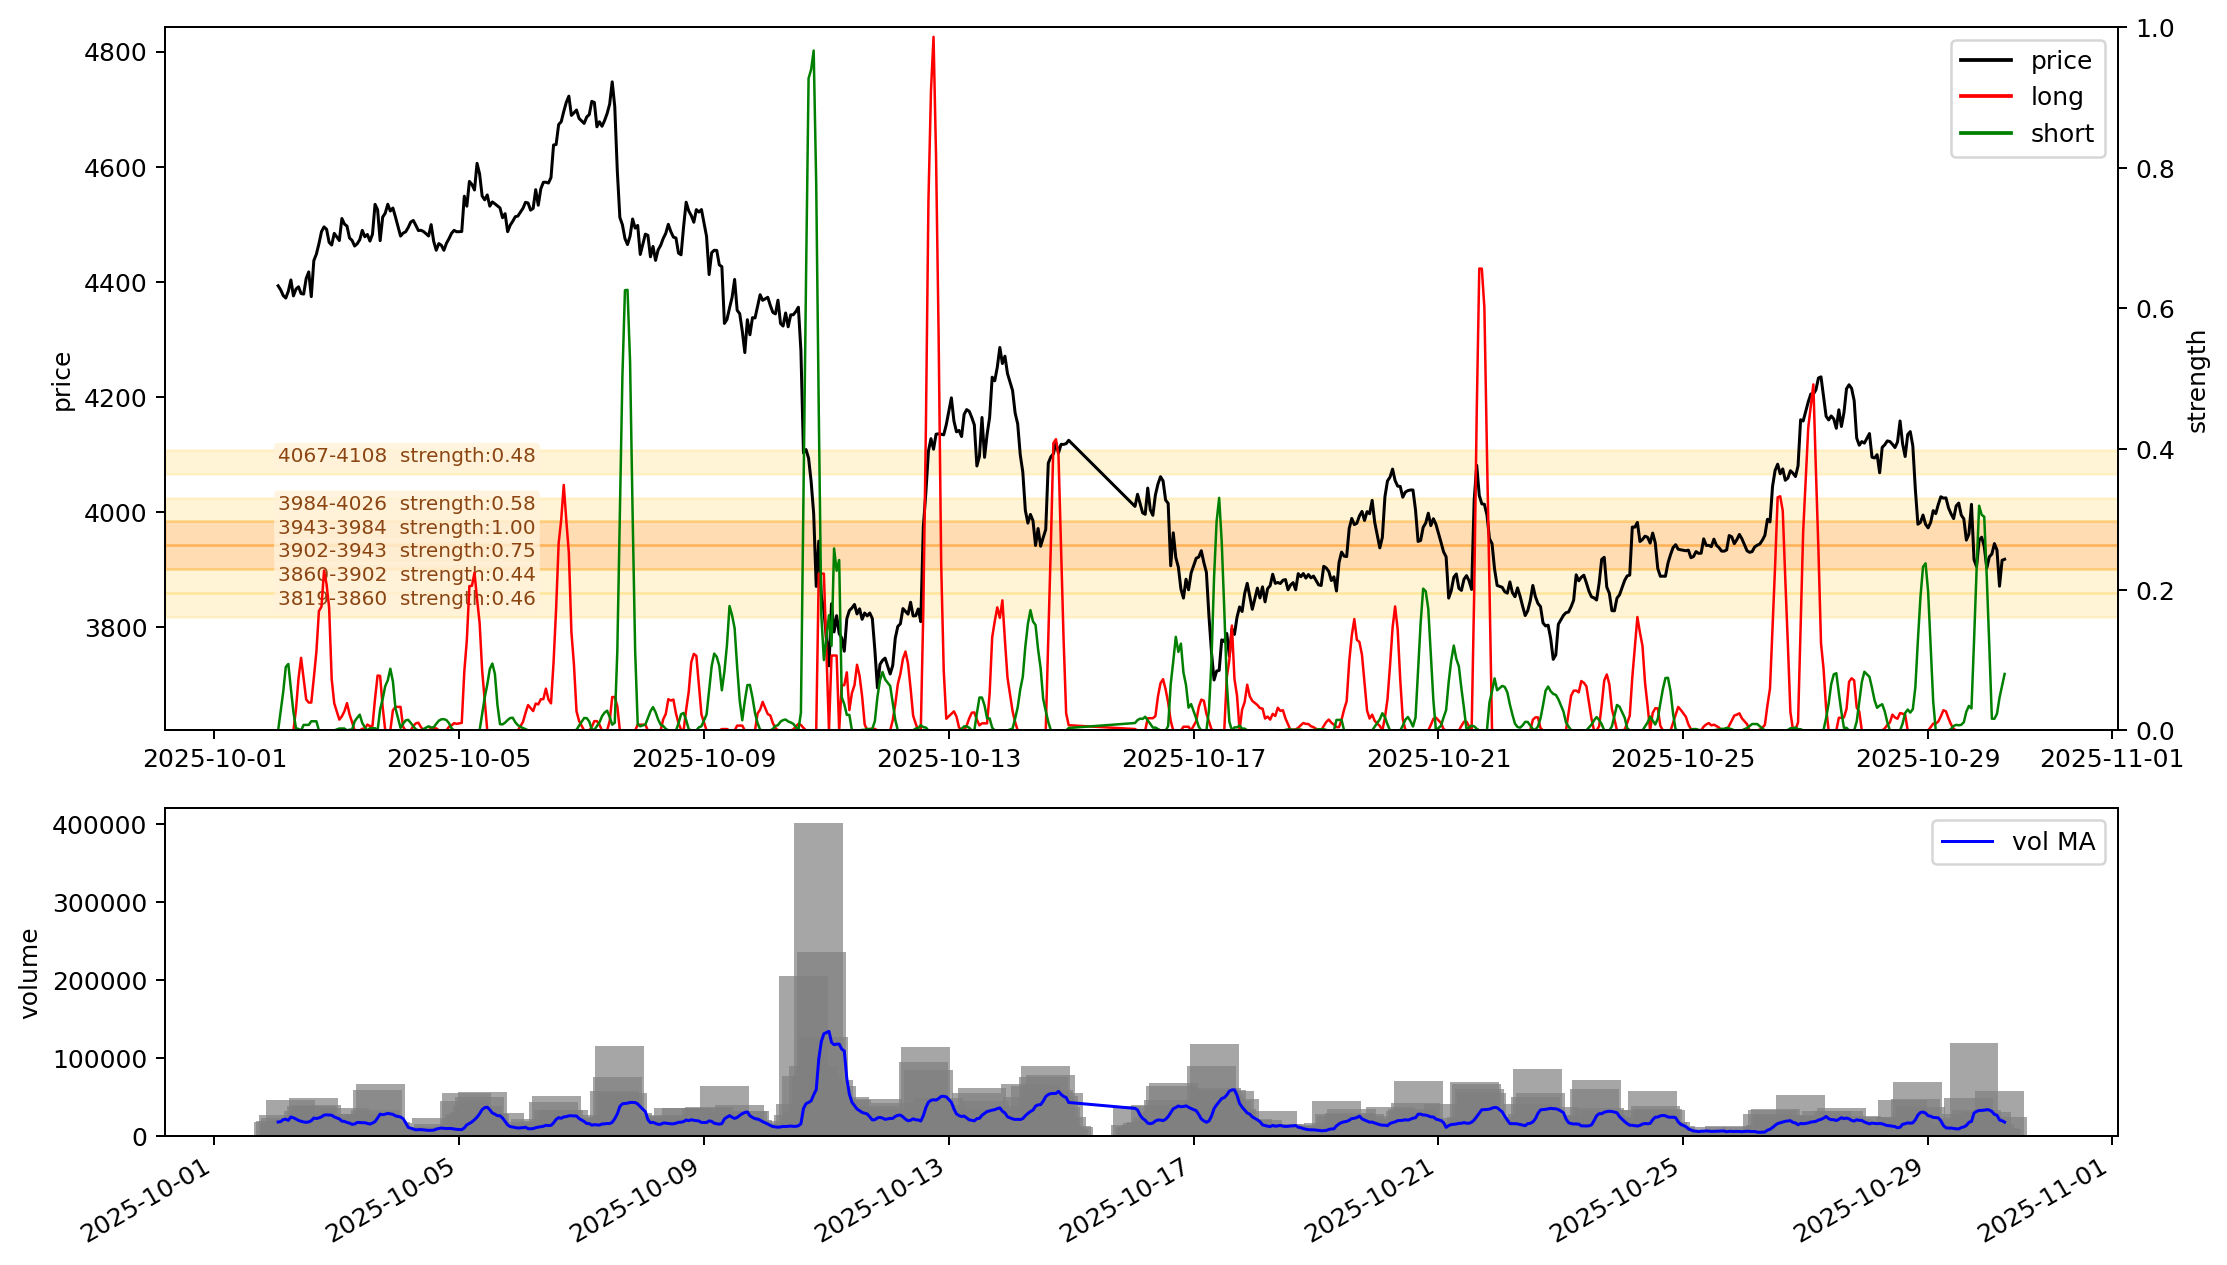 4800
4600
4400
4200
4000
3800
price
1.0
0.8
0.6
0.4
0.2
0.0
strength
price
long
short
4067-4108 strength:0.48
3984-4026 strength:0.58
3943-3984 strength:1.00
3902-3943 strength:0.75
3860-3902 strength:0.44
3819-3860 strength:0.46
2025-10-01 2025-10-05 2025-10-09 2025-10-13 2025-10-17 2025-10-21 2025-10-25 2025-10-29 2025-11-01
400000
300000
200000
100000
0
volume
vol MA
2025-10-01 2025-10-05 2025-10-09 2025-10-13 2025-10-17 2025-10-21 2025-10-25 2025-10-29 2025-11-01